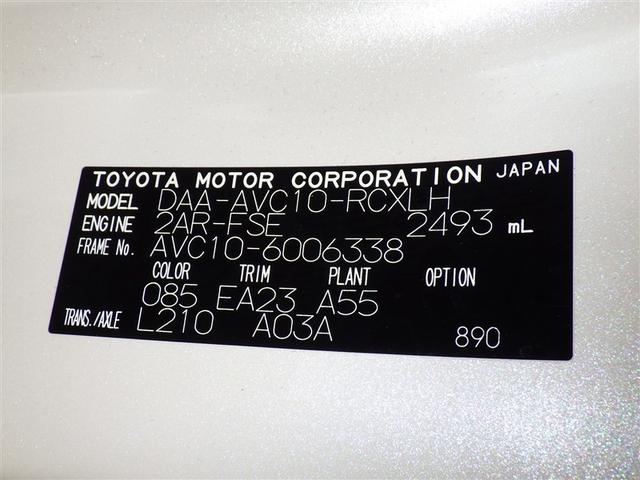 TOYOTA MOTOR CORPORATION JAPAN
MODEL DAA-AVC10-RCXLH
ENGINE 2AR-FSE 2493 mL
FRAME No. AVC10-6006338
COLOR TRIM PLANT OPTION
085 EA23 A55
TRANS./AXLE L210 A03A 890